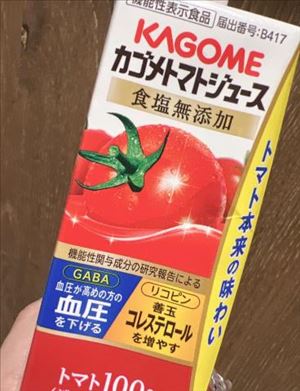 機能性表示食品 届出番号:B417
KAGOME
カゴメトマトジュース
食塩無添加
トマト本来の味わい
機能性関与成分の研究報告による
GABA
血圧が高めの方の
血圧
を下げる
リコピン
善玉
コレステロール
を増やす
トマト100